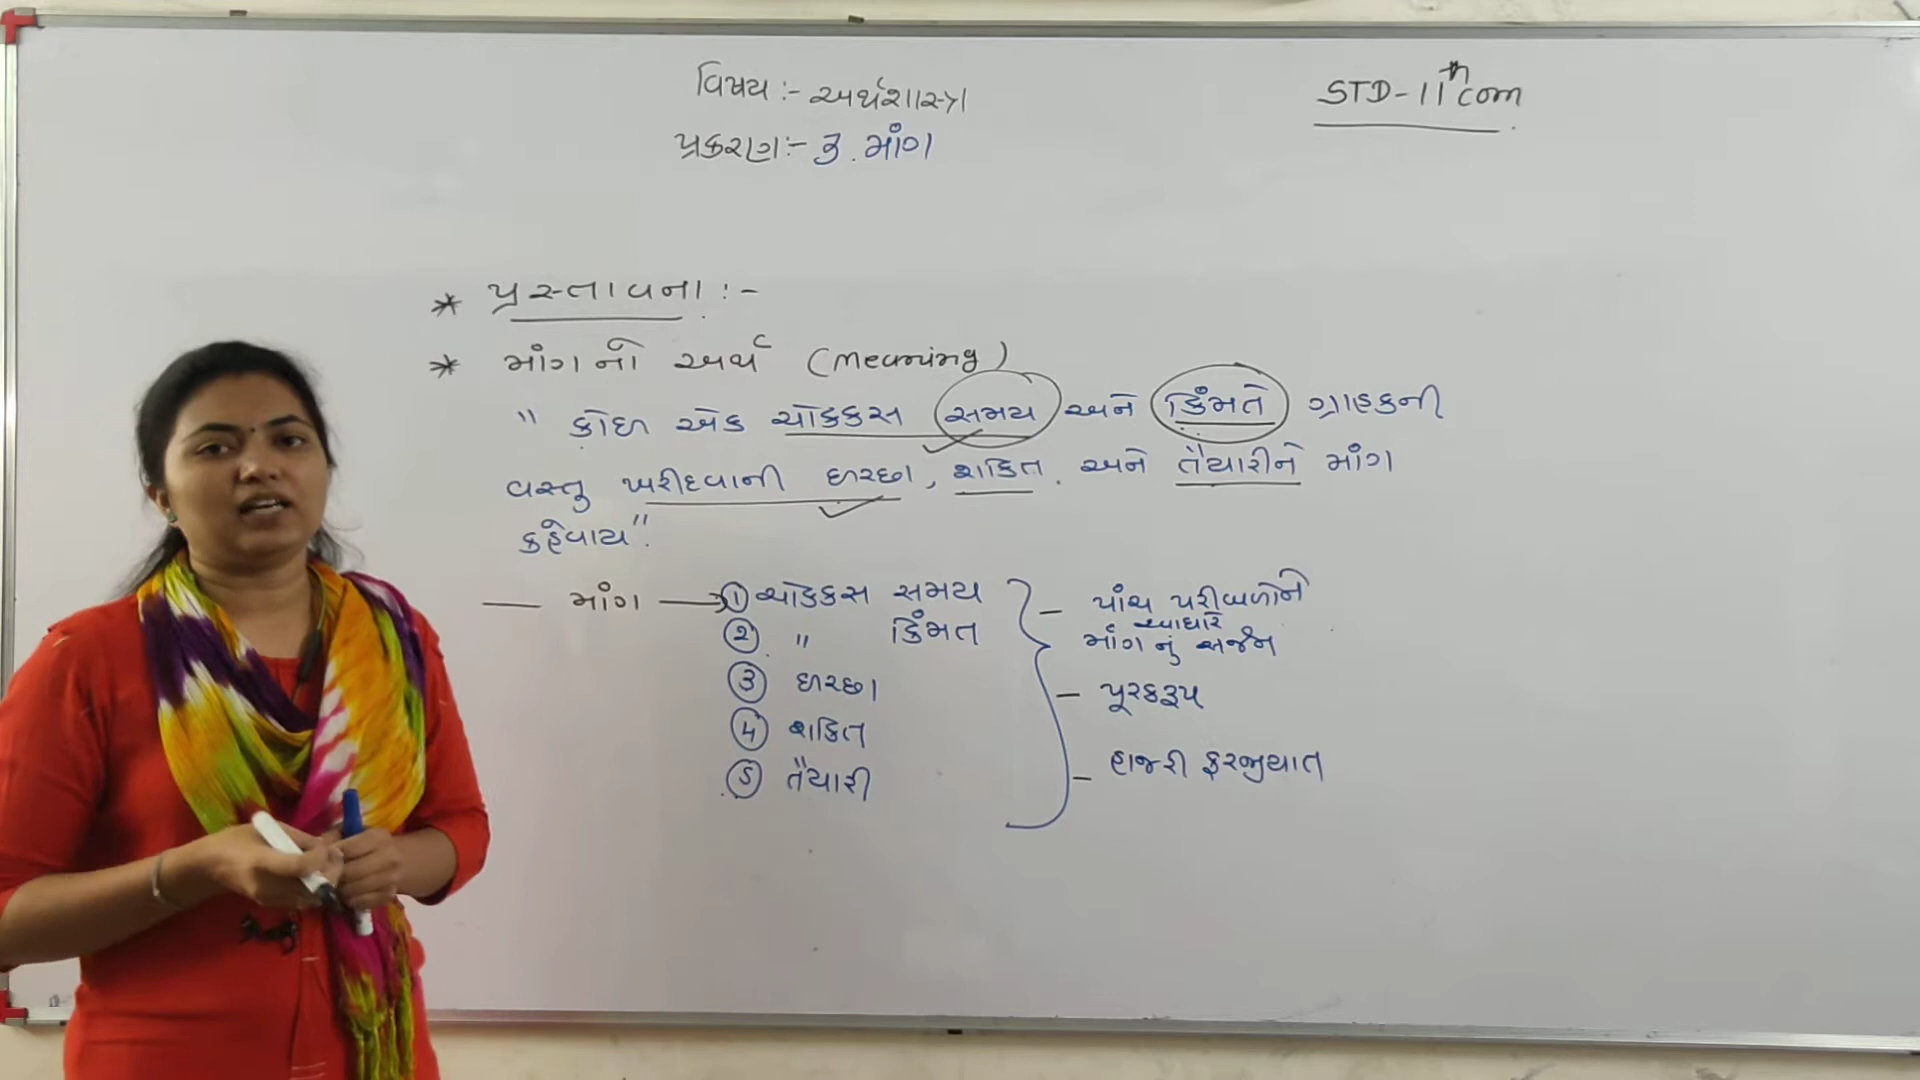 વિષય :- અર્થશાસ્ત્ર
પ્રકરણ :- 3. માંગ
STD - 11th com
* પ્રસ્તાવના :-
* માંગનો અર્થ (Meaning)
" કોઇ એક ચોક્કસ સમય અને કિંમતે ગ્રાહકની
વસ્તુ ખરીદવાની ઇચ્છા, શક્તિ અને તૈયારીને માંગ
કહેવાય".
— માંગ → ① ચોક્કસ સમય
② " કિંમત
③ ઇચ્છા
④ શક્તિ
⑤ તૈયારી
— પાંચ પરીબળોને
આધારે
માંગનું સર્જન
— પૂરકરૂપ
— હાજરી ફરજીયાત